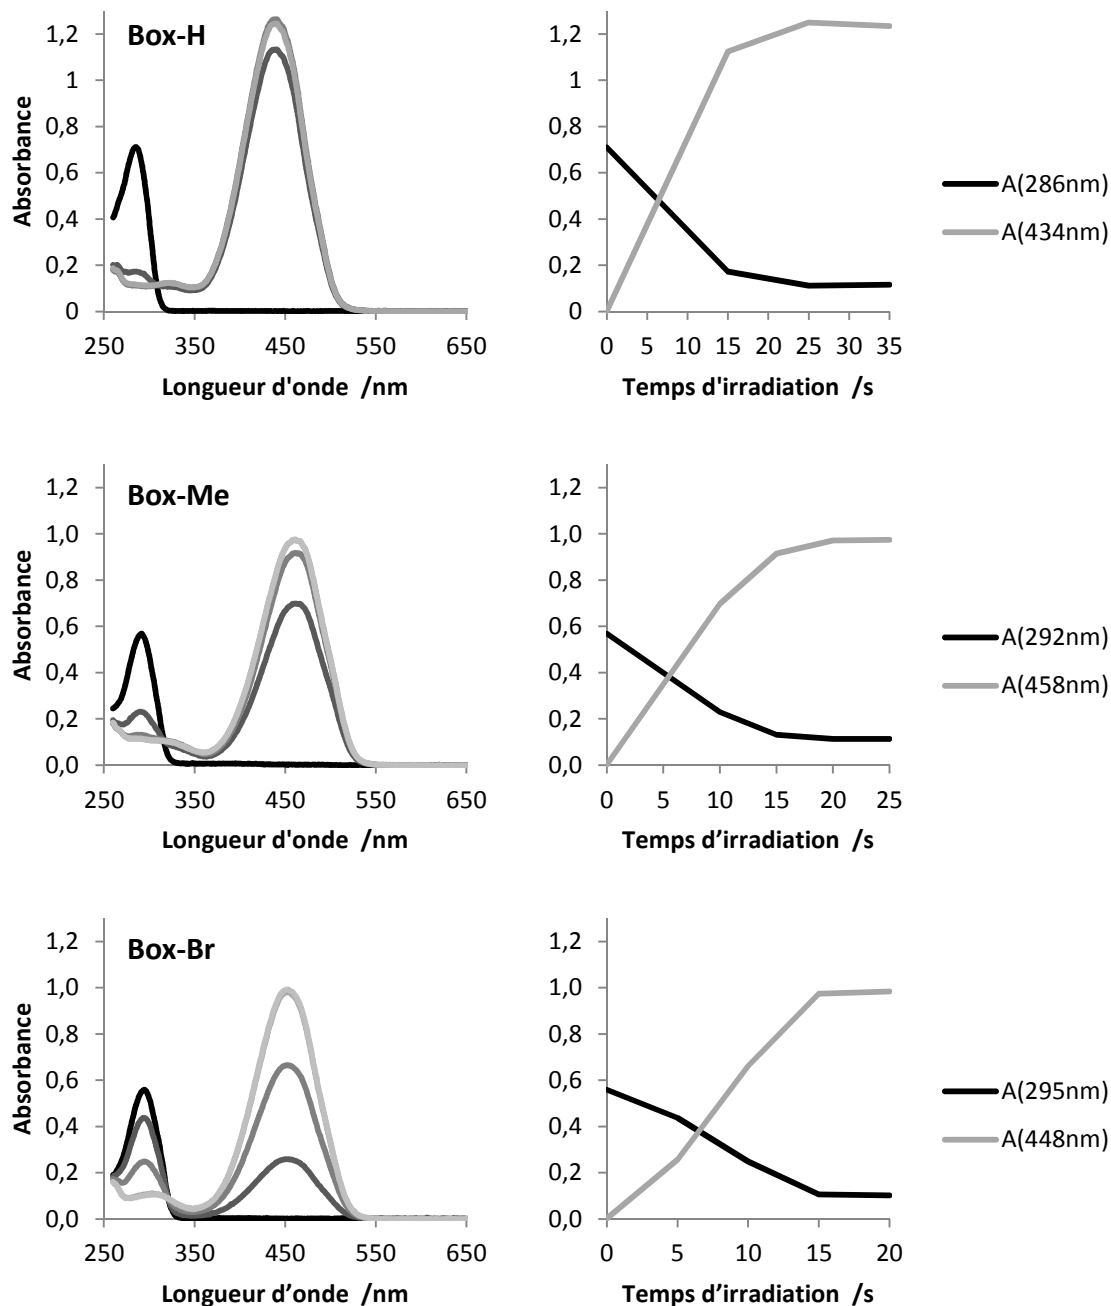 Box-H
Absorbance
1,2
1
0,8
0,6
0,4
0,2
0
250 350 450 550 650
Longueur d'onde /nm
1,2
1
0,8
0,6
0,4
0,2
0
0 5 10 15 20 25 30 35
Temps d'irradiation /s
A(286nm)
A(434nm)
Box-Me
Absorbance
1,2
1,0
0,8
0,6
0,4
0,2
0,0
250 350 450 550 650
Longueur d'onde /nm
1,2
1,0
0,8
0,6
0,4
0,2
0,0
0 5 10 15 20 25
Temps d’irradiation /s
A(292nm)
A(458nm)
Box-Br
Absorbance
1,2
1,0
0,8
0,6
0,4
0,2
0,0
250 350 450 550 650
Longueur d’onde /nm
1,2
1,0
0,8
0,6
0,4
0,2
0,0
0 5 10 15 20
Temps d’irradiation /s
A(295nm)
A(448nm)